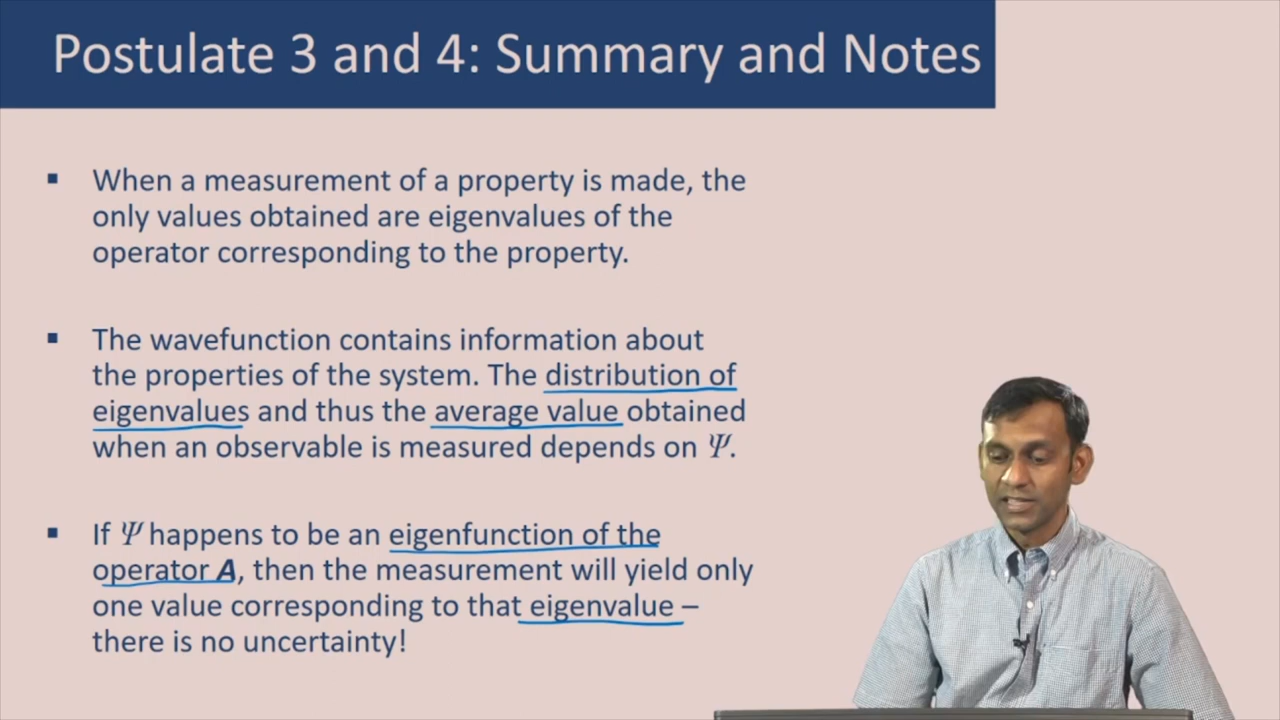 Postulate 3 and 4: Summary and Notes
▪ When a measurement of a property is made, the
only values obtained are eigenvalues of the
operator corresponding to the property.
▪ The wavefunction contains information about
the properties of the system. The distribution of
eigenvalues and thus the average value obtained
when an observable is measured depends on Ψ.
▪ If Ψ happens to be an eigenfunction of the
operator A, then the measurement will yield only
one value corresponding to that eigenvalue –
there is no uncertainty!